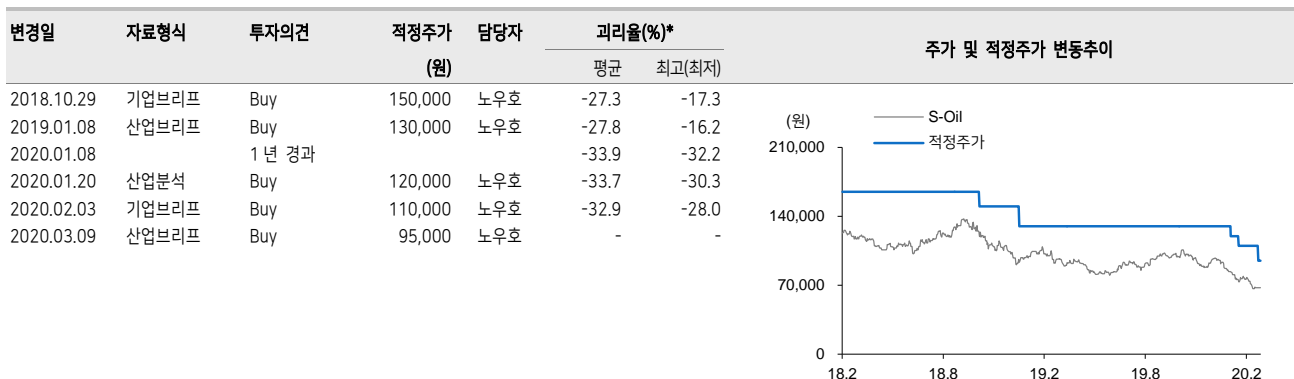 변경일 자료형식 투자의견 적정주가 담당자 괴리율(%)* 주가 및 적정주가 변동추이
(원) 평균 최고(최저)
2018.10.29 기업브리프 Buy 150,000 노우호 -27.3 -17.3
2019.01.08 산업브리프 Buy 130,000 노우호 -27.8 -16.2
2020.01.08 1년 경과 -33.9 -32.2
2020.01.20 산업분석 Buy 120,000 노우호 -33.7 -30.3
2020.02.03 기업브리프 Buy 110,000 노우호 -32.9 -28.0
2020.03.09 산업브리프 Buy 95,000 노우호 - -
(원)
S-Oil
적정주가
210,000
140,000
70,000
0
18.2 18.8 19.2 19.8 20.2